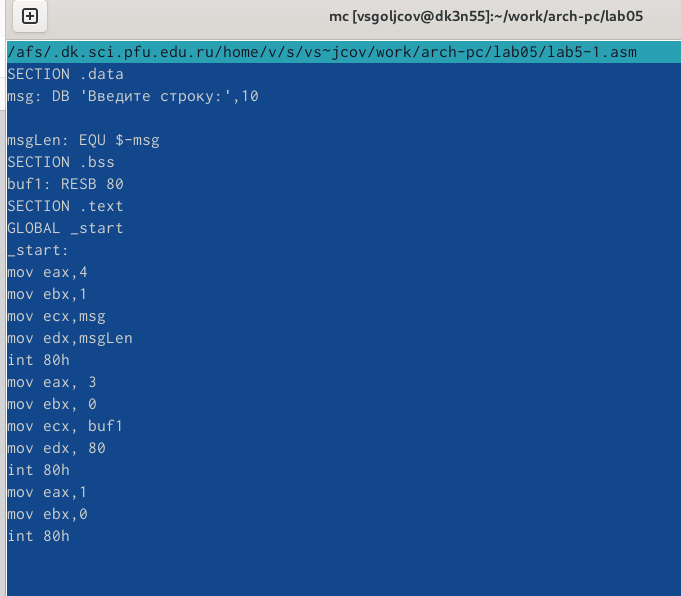 mc [vsgoljcov@dk3n55]:~/work/arch-pc/lab05
/afs/.dk.sci.pfu.edu.ru/home/v/s/vs~jcov/work/arch-pc/lab05/lab5-1.asm
SECTION .data
msg: DB 'Введите строку:',10
msgLen: EQU $-msg
SECTION .bss
buf1: RESB 80
SECTION .text
GLOBAL _start
_start:
mov eax,4
mov ebx,1
mov ecx,msg
mov edx,msgLen
int 80h
mov eax, 3
mov ebx, 0
mov ecx, buf1
mov edx, 80
int 80h
mov eax,1
mov ebx,0
int 80h